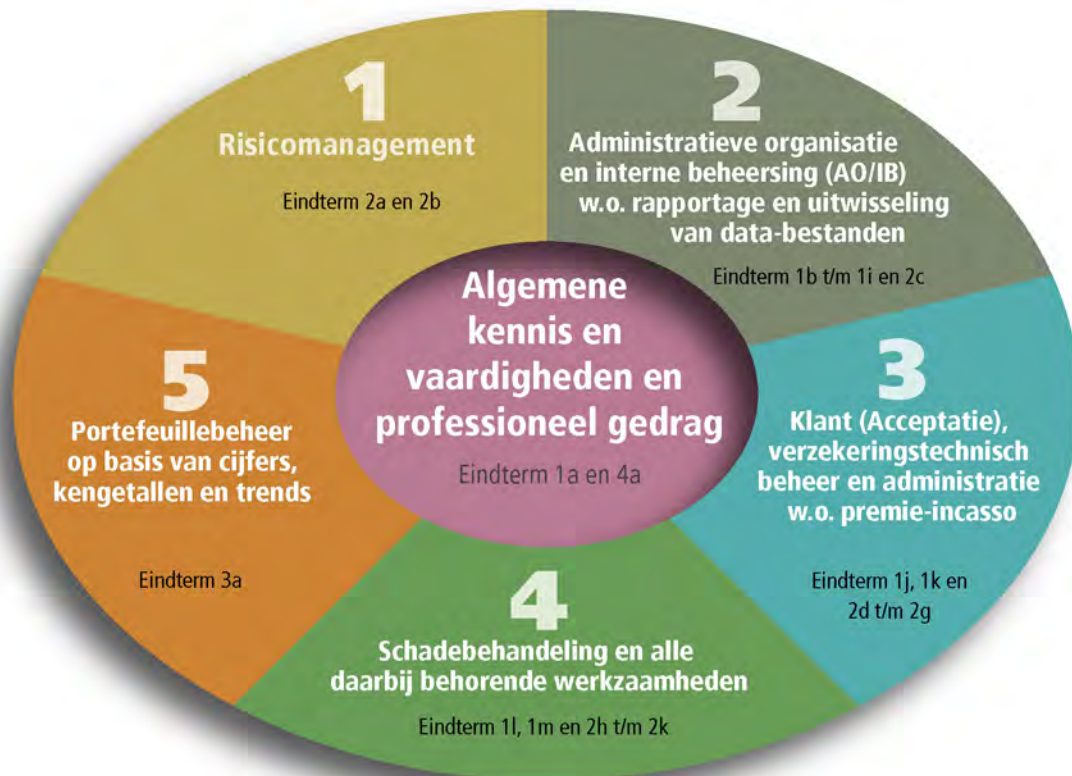 1
Risicomanagement
Eindterm 2a en 2b
2
Administratieve organisatie
en interne beheersing (AO/IB)
w.o. rapportage en uitwisseling
van data-bestanden
Eindterm 1b t/m 1i en 2c
3
Klant (Acceptatie),
verzekeringstechnisch
beheer en administratie
w.o. premie-incasso
Eindterm 1j, 1k en
2d t/m 2g
4
Schadebehandeling en alle
daarbij behorende werkzaamheden
Eindterm 1l, 1m en 2h t/m 2k
5
Portefeuillebeheer
op basis van cijfers,
kengetallen en trends
Eindterm 3a
Algemene
kennis en
vaardigheden en
professioneel gedrag
Eindterm 1a en 4a